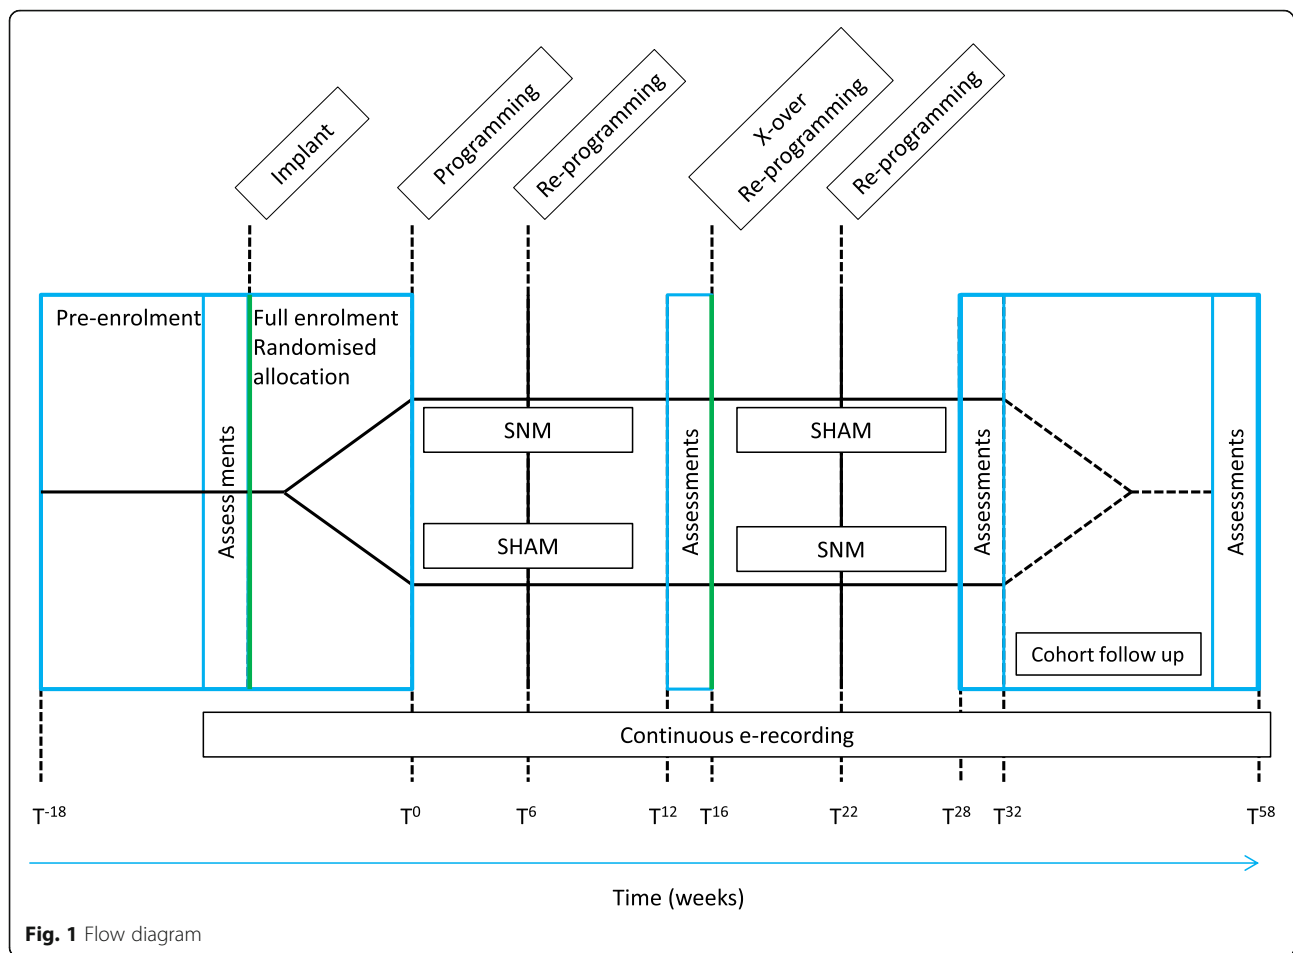 Implant
Programming
Re-programming
X-over
Re-programming
Re-programming
Pre-enrolment
Full enrolment
Randomised
allocation
Assessments
SNM
SHAM
Assessments
SHAM
SNM
Assessments
Assessments
Cohort follow up
Continuous e-recording
T-18
T0
T6
T12
T16
T22
T28
T32
T58
Time (weeks)
Fig. 1 Flow diagram